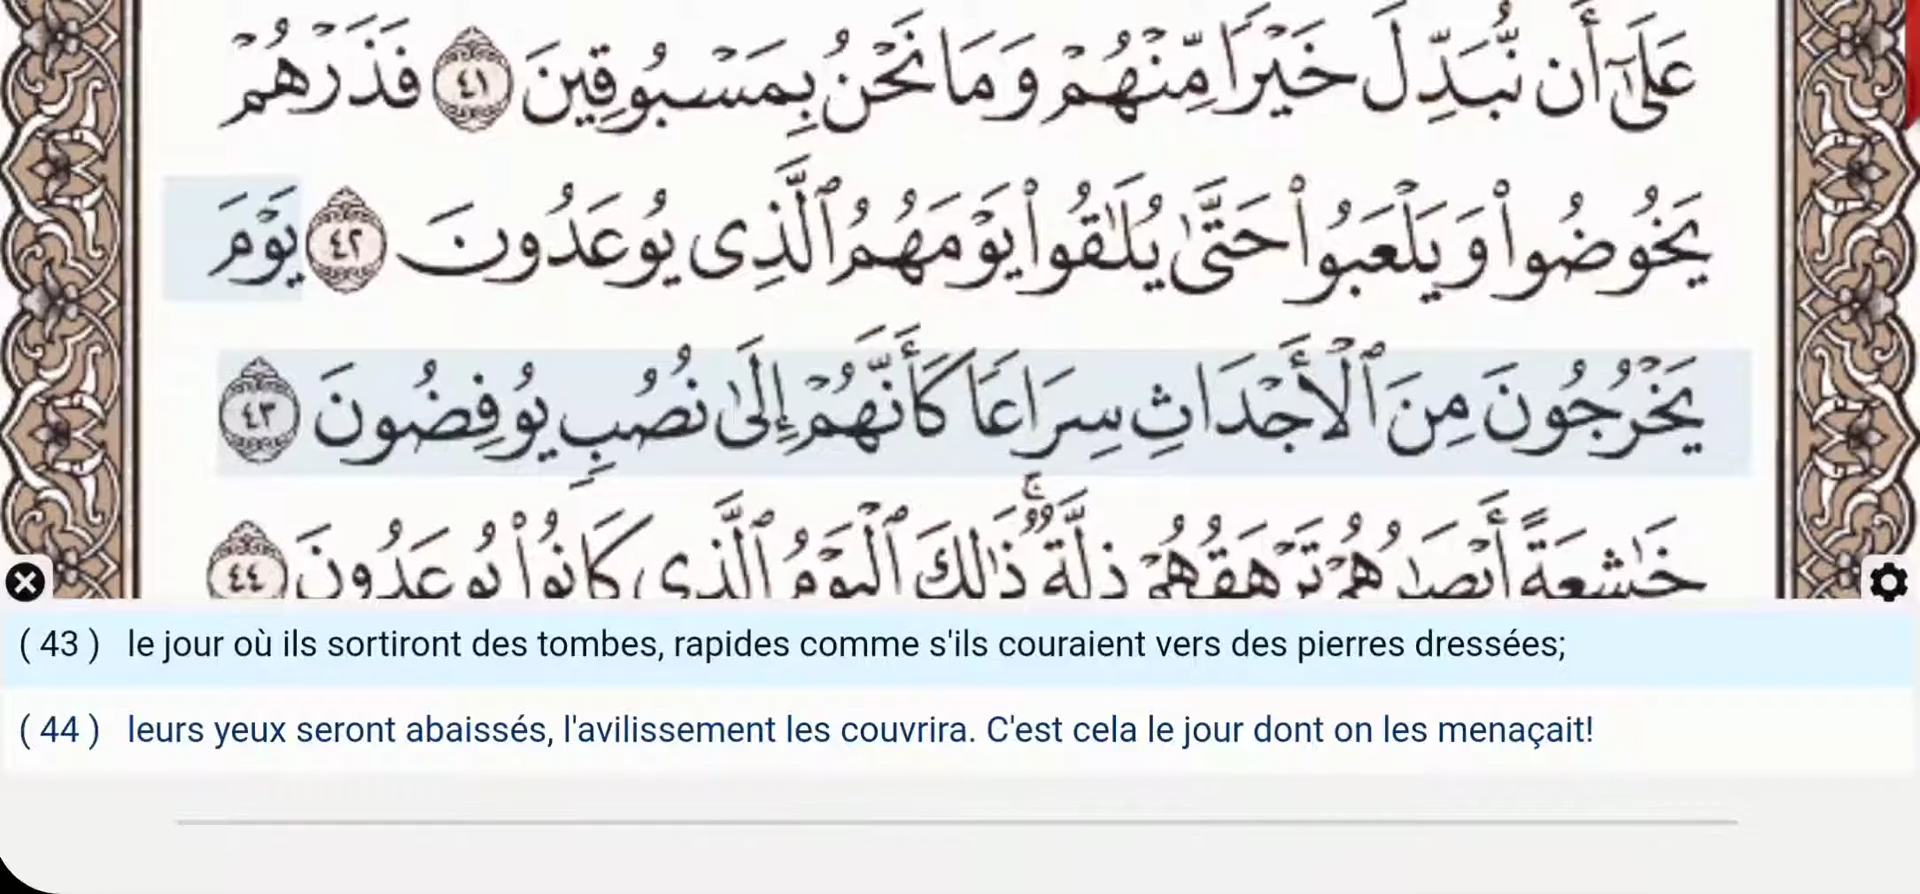 عَلَىٰٓ أَن نُّبَدِّلَ خَيْرًا مِّنْهُمْ وَمَا نَحْنُ بِمَسْبُوقِينَ ٤١ فَذَرْهُمْ
يَخُوضُوا۟ وَيَلْعَبُوا۟ حَتَّىٰ يُلَـٰقُوا۟ يَوْمَهُمُ ٱلَّذِى يُوعَدُونَ ٤٢ يَوْمَ
يَخْرُجُونَ مِنَ ٱلْأَجْدَاثِ سِرَاعًا كَأَنَّهُمْ إِلَىٰ نُصُبٍ يُوفِضُونَ ٤٣
خَـٰشِعَةً أَبْصَـٰرُهُمْ تَرْهَقُهُمْ ذِلَّةٌ ۚ ذَٰلِكَ ٱلْيَوْمُ ٱلَّذِى كَانُوا۟ يُوعَدُونَ ٤٤
( 43 ) le jour où ils sortiront des tombes, rapides comme s'ils couraient vers des pierres dressées;
( 44 ) leurs yeux seront abaissés, l'avilissement les couvrira. C'est cela le jour dont on les menaçait!